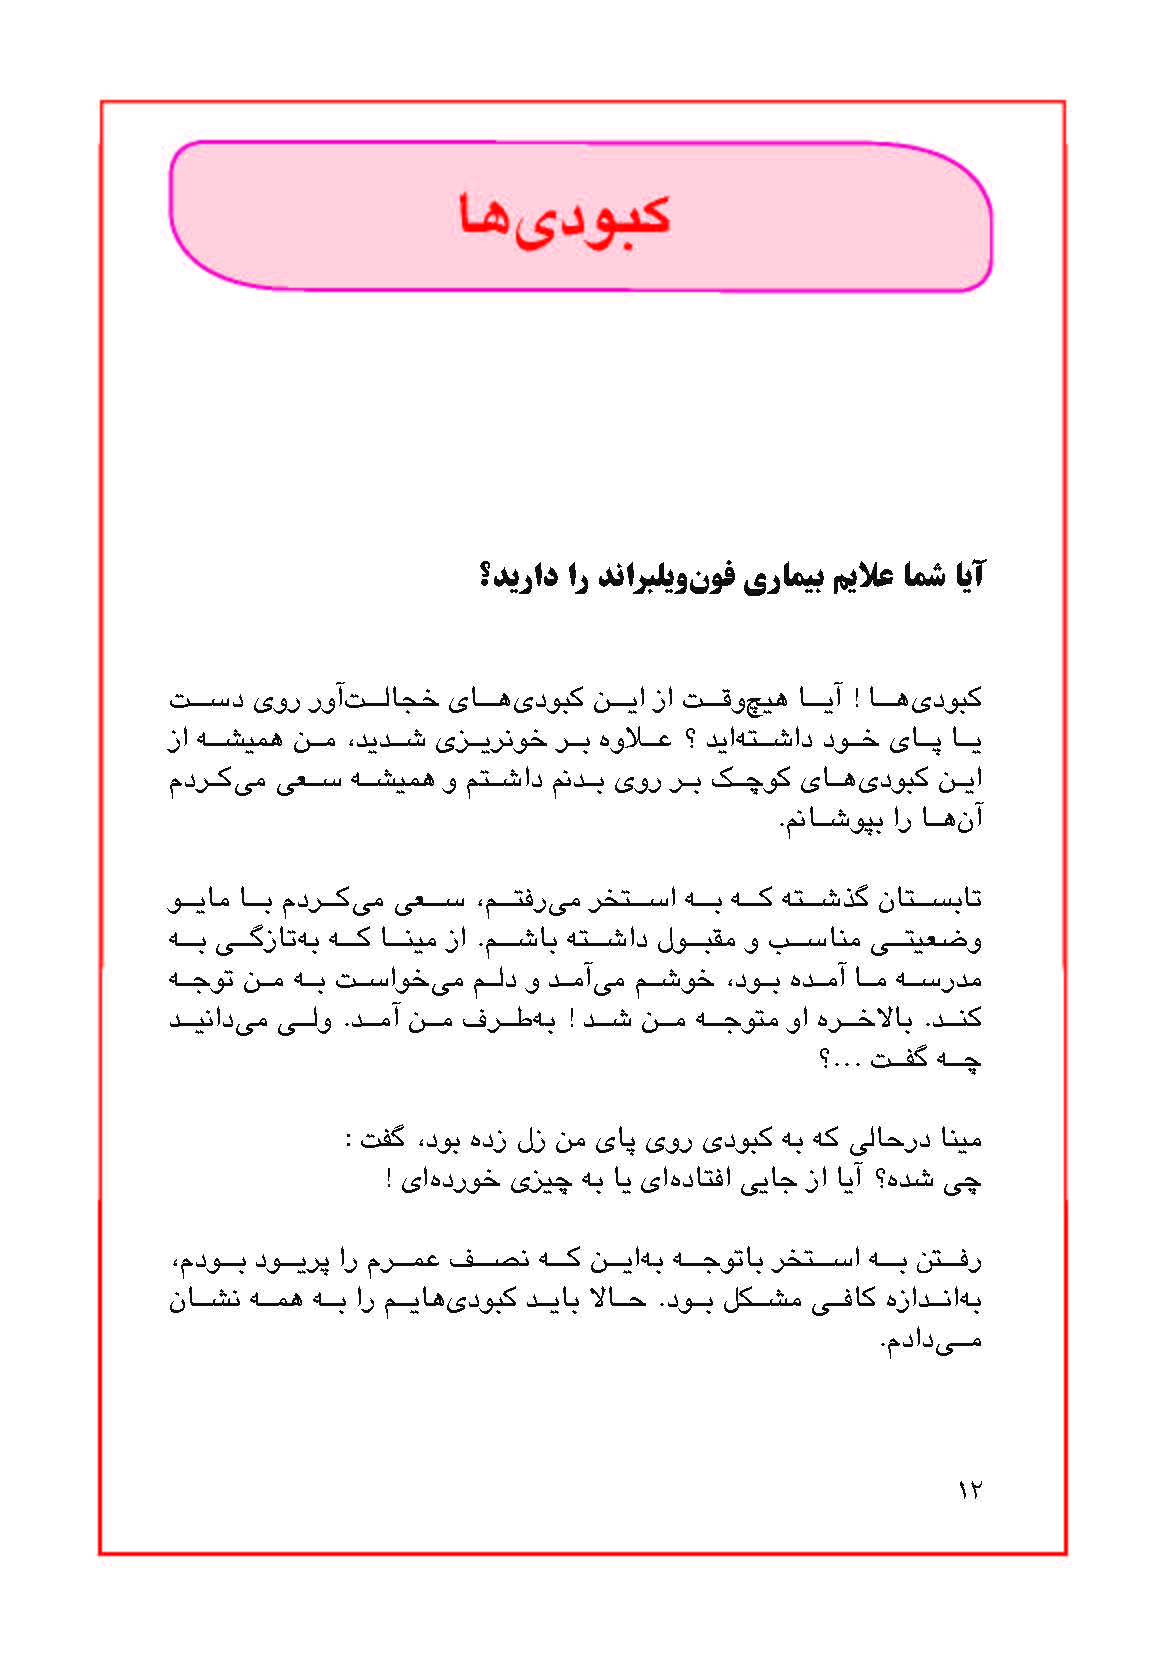 کبودی‌ها
آیا شما علایم بیماری فون‌ویلبراند را دارید؟
کبودی‌ها ! آیا هیچ‌وقت از این کبودی‌های خجالت‌آور روی دست
یا پای خود داشته‌اید ؟ علاوه بر خونریزی شدید، من همیشه از
این کبودی‌های کوچک بر روی بدنم داشتم و همیشه سعی می‌کردم
آن‌ها را بپوشانم.
تابستان گذشته که به استخر می‌رفتم، سعی می‌کردم با مایو
وضعیتی مناسب و مقبول داشته باشم. از مینا که به‌تازگی به
مدرسه ما آمده بود، خوشم می‌آمد و دلم می‌خواست به من توجه
کند. بالاخره او متوجه من شد ! به‌طرف من آمد. ولی می‌دانید
چه گفت ...؟
مینا درحالی که به کبودی روی پای من زل زده بود، گفت :
چی شده؟ آیا از جایی افتاده‌ای یا به چیزی خورده‌ای !
رفتن به استخر باتوجه به‌این که نصف عمرم را پریود بودم،
به‌اندازه کافی مشکل بود. حالا باید کبودی‌هایم را به همه نشان
می‌دادم.
۱۲